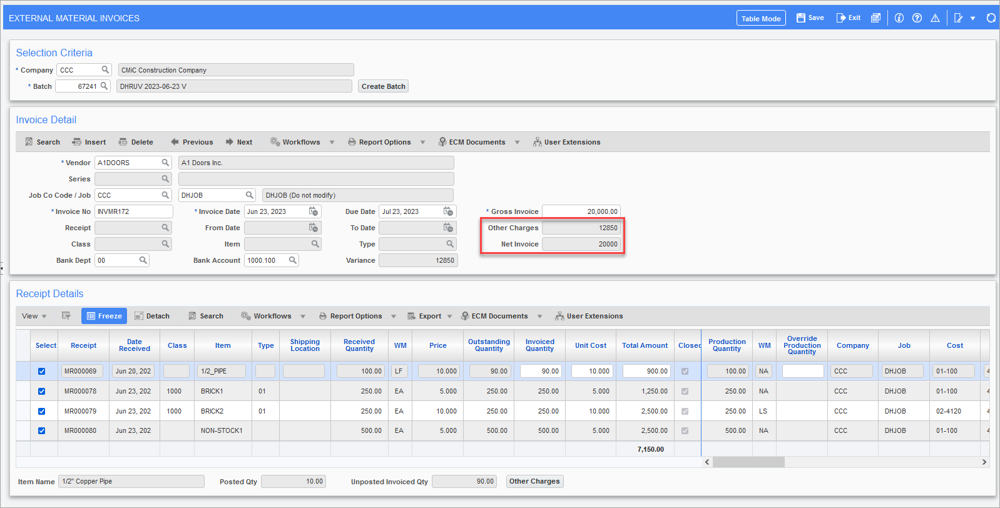 EXTERNAL MATERIAL INVOICES Table Mode Save Exit
Selection Criteria
* Company CCC CMiC Construction Company
* Batch 67241 DHRUV 2023-06-23 V Create Batch
Invoice Detail
Search Insert Delete Previous Next Workflows Report Options ECM Documents User Extensions
* Vendor A1DOORS A1 Doors Inc.
Series
Job Co Code / Job CCC DHJOB DHJOB (Do not modify)
* Invoice No INVMR172 * Invoice Date Jun 23, 2023 Due Date Jul 23, 2023 * Gross Invoice 20,000.00
Receipt From Date To Date Other Charges 12850
Class Item Type Net Invoice 20000
Bank Dept 00 Bank Account 1000.100 Variance 12850
Receipt Details
View Freeze Detach Search Workflows Report Options Export ECM Documents User Extensions
Select Receipt Date Received Class Item Type Shipping Location Received Quantity WM Price Outstanding Quantity Invoiced Quantity Unit Cost Total Amount Closed Production Quantity WM Override Production Quantity Company Job Cost
MR000069 Jun 20, 202 1/2_PIPE 100.00 LF 10.000 90.00 90.00 10.000 900.00 100.00 NA CCC DHJOB 01-100 4
MR000078 Jun 23, 202 1000 BRICK1 01 250.00 EA 5.000 250.00 250.00 5.000 1,250.00 250.00 NA CCC DHJOB 01-100 4
MR000079 Jun 23, 202 1000 BRICK2 01 250.00 EA 10.000 250.00 250.00 10.000 2,500.00 250.00 LS CCC DHJOB 02-4120 4
MR000080 Jun 23, 202 NON-STOCK1 500.00 EA 5.000 500.00 500.00 5.000 2,500.00 500.00 NA CCC DHJOB 01-100 4
7,150.00
Item Name 1/2" Copper Pipe Posted Qty 10.00 Unposted Invoiced Qty 90.00 Other Charges